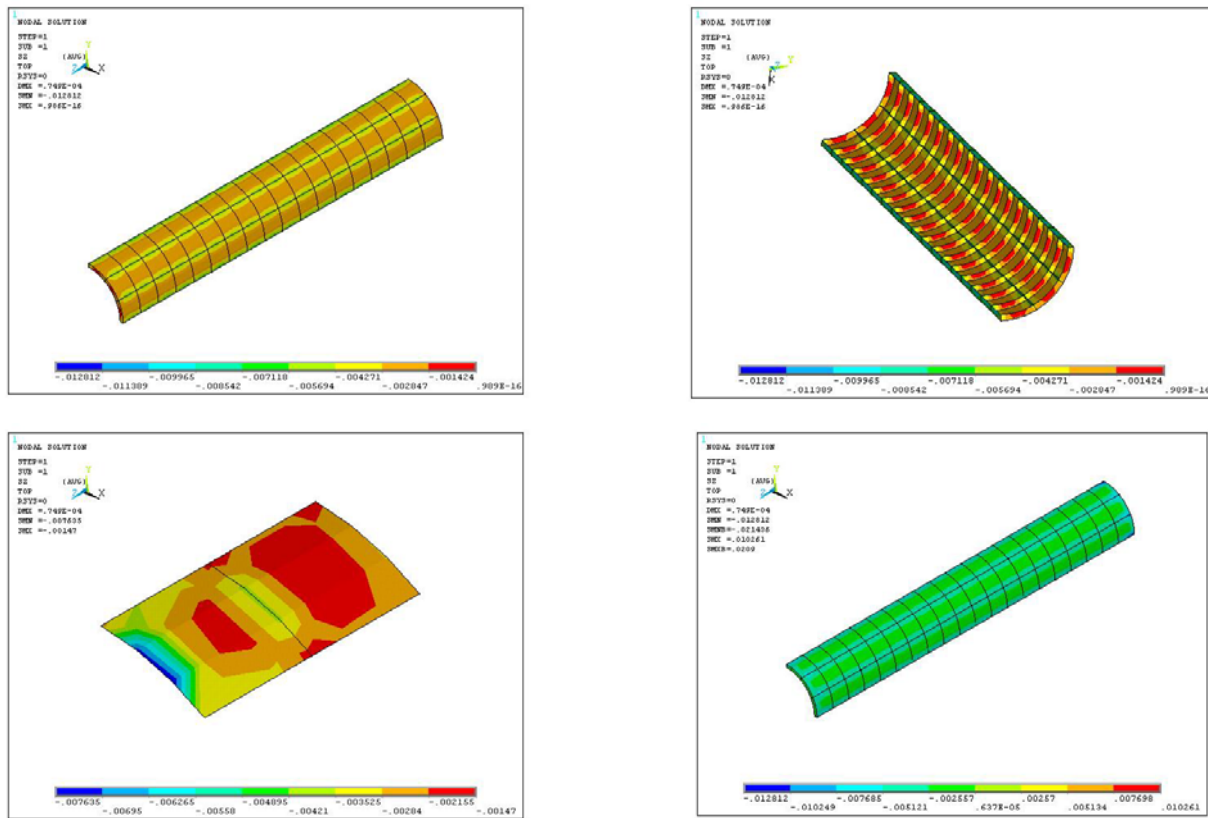 1
NODAL SOLUTION
STEP=1
SUB =1
SZ (AVG)
TOP
RSYS=0
DMX =.749E-04
SMN =-.012812
SMX =.986E-16
Y
Z X
-.012812 -.009965 -.007118 -.004271 -.001424
-.011389 -.008542 -.005694 -.002847 .989E-16
1
NODAL SOLUTION
STEP=1
SUB =1
SZ (AVG)
TOP
RSYS=0
DMX =.749E-04
SMN =-.012812
SMX =.986E-16
Z Y
X
-.012812 -.009965 -.007118 -.004271 -.001424
-.011389 -.008542 -.005694 -.002847 .989E-16
1
NODAL SOLUTION
STEP=1
SUB =1
SZ (AVG)
TOP
RSYS=0
DMX =.749E-04
SMN =-.007635
SMX =-.00147
Y
Z X
-.007635 -.006265 -.004895 -.003525 -.002155
-.00695 -.00558 -.00421 -.00284 -.00147
1
NODAL SOLUTION
STEP=1
SUB =1
SZ (AVG)
TOP
RSYS=0
DMX =.749E-04
SMN =-.012812
SMX =.010261
SMXB=.0209
Y
Z X
-.012812 -.007685 -.002557 .00257 .007698
-.010249 -.005121 .637E-05 .005134 .010261